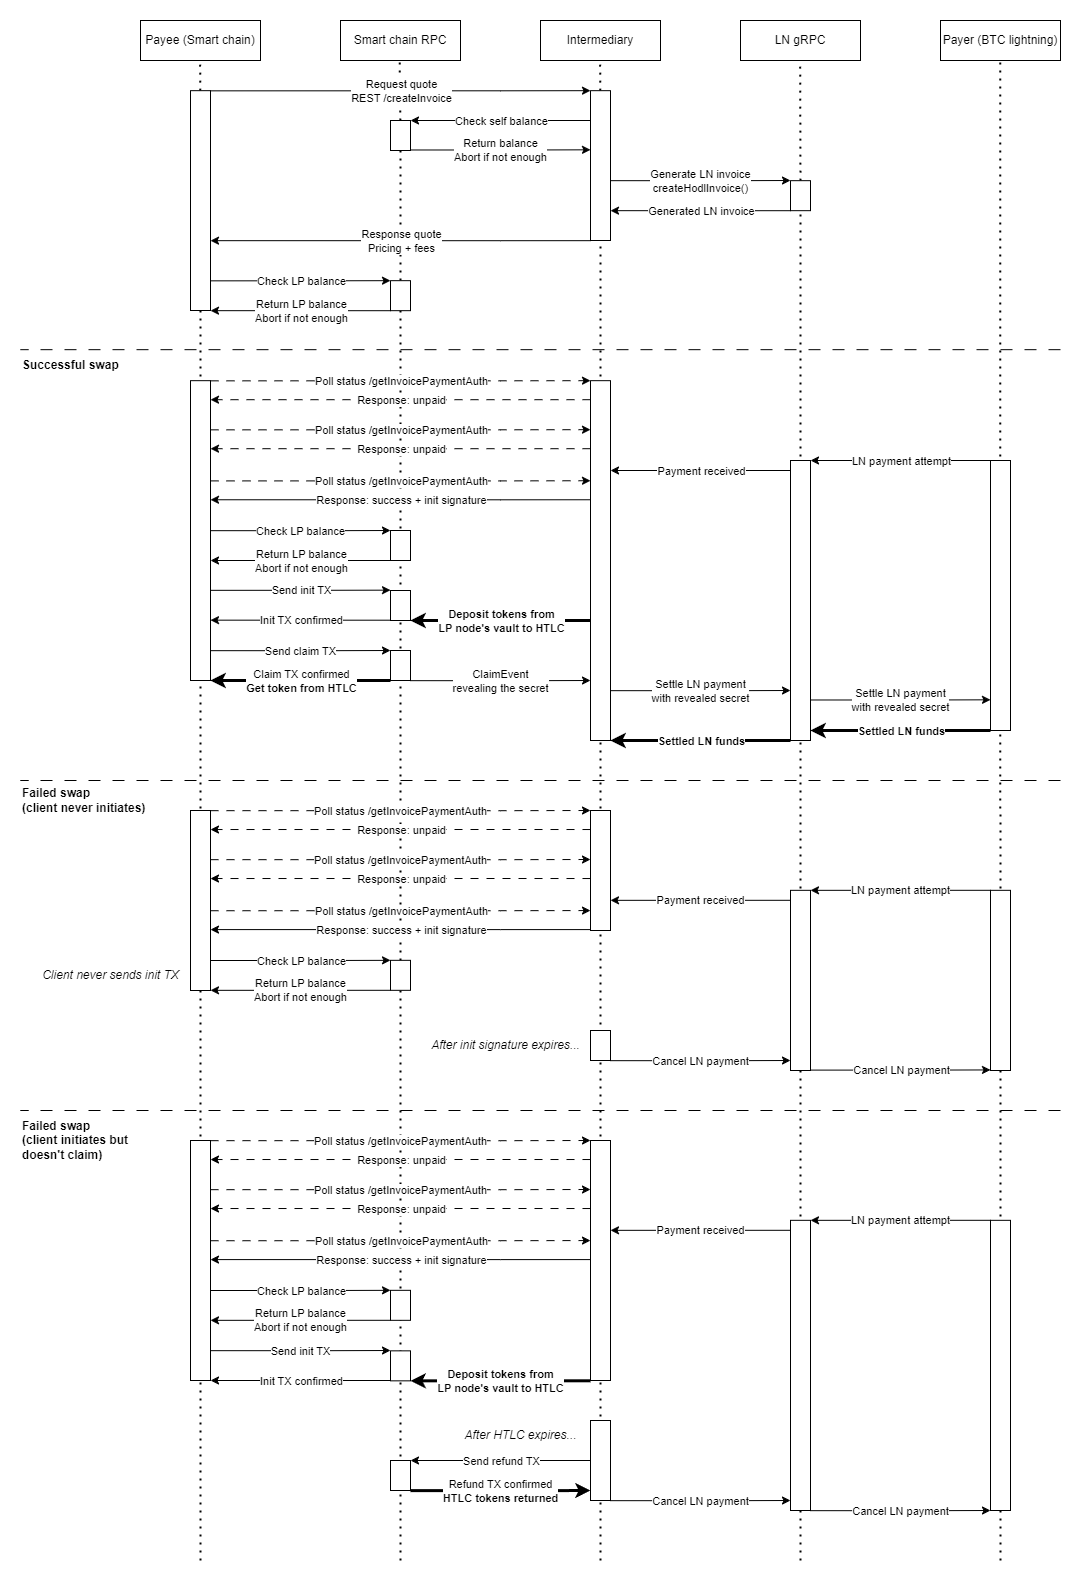 Payee (Smart chain)
Smart chain RPC
Intermediary
LN gRPC
Payer (BTC lightning)
Request quote
REST /createInvoice
Check self balance
Return balance
Abort if not enough
Generate LN invoice
createHodlInvoice()
Generated LN invoice
Response quote
Pricing + fees
Check LP balance
Return LP balance
Abort if not enough
Successful swap
Poll status /getInvoicePaymentAuth
Response: unpaid
Poll status /getInvoicePaymentAuth
Response: unpaid
LN payment attempt
Payment received
Poll status /getInvoicePaymentAuth
Response: success + init signature
Check LP balance
Return LP balance
Abort if not enough
Send init TX
Init TX confirmed
Deposit tokens from
LP node's vault to HTLC
Send claim TX
Claim TX confirmed
Get token from HTLC
ClaimEvent
revealing the secret
Settle LN payment
with revealed secret
Settle LN payment
with revealed secret
Settled LN funds
Settled LN funds
Failed swap
(client never initiates)
Poll status /getInvoicePaymentAuth
Response: unpaid
Poll status /getInvoicePaymentAuth
Response: unpaid
LN payment attempt
Payment received
Poll status /getInvoicePaymentAuth
Response: success + init signature
Check LP balance
Client never sends init TX
Return LP balance
Abort if not enough
After init signature expires...
Cancel LN payment
Cancel LN payment
Failed swap
(client initiates but
doesn't claim)
Poll status /getInvoicePaymentAuth
Response: unpaid
Poll status /getInvoicePaymentAuth
Response: unpaid
LN payment attempt
Payment received
Poll status /getInvoicePaymentAuth
Response: success + init signature
Check LP balance
Return LP balance
Abort if not enough
Send init TX
Init TX confirmed
Deposit tokens from
LP node's vault to HTLC
After HTLC expires...
Send refund TX
Refund TX confirmed
HTLC tokens returned
Cancel LN payment
Cancel LN payment